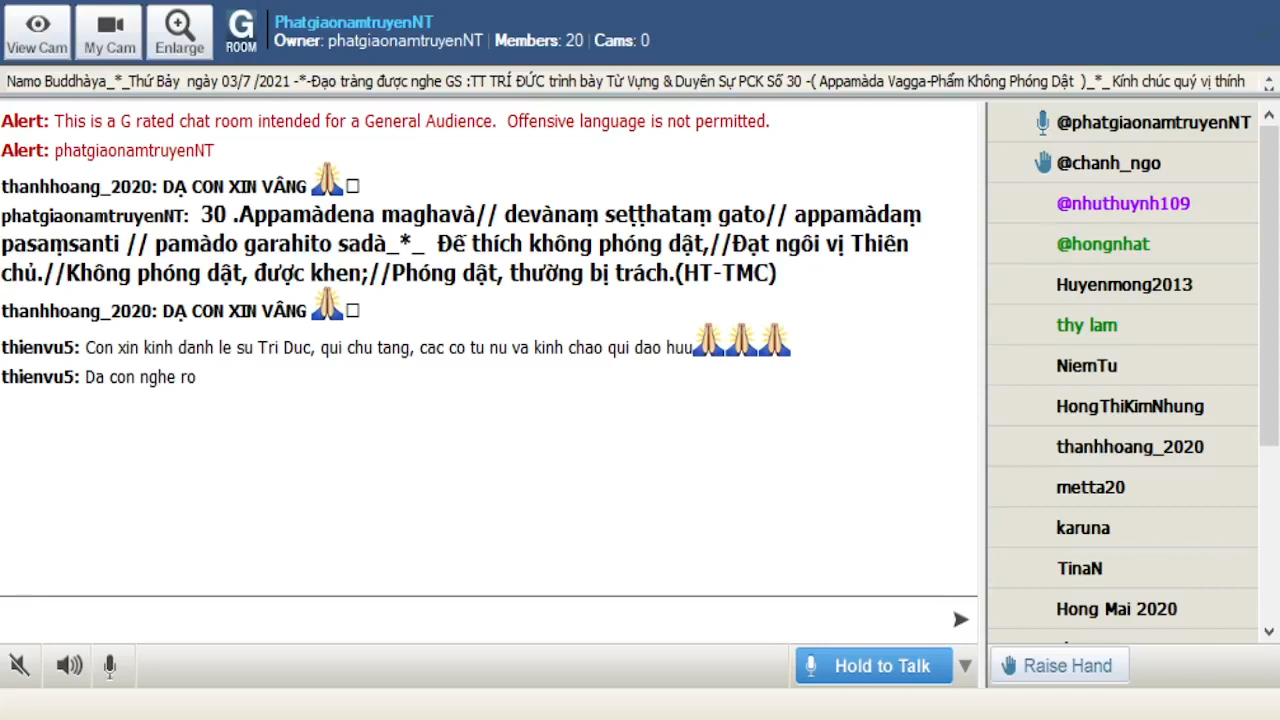 View Cam
My Cam
Enlarge
G
ROOM
PhatgiaonamtruyenNT
Owner: phatgiaonamtruyenNT | Members: 20 | Cams: 0
Namo Buddhàya_*_Thứ Bảy ngày 03/7 /2021 -*-Đạo tràng được nghe GS :TT TRÍ ĐỨC trình bày Từ Vựng & Duyên Sự PCK Số 30 -( Appamàda Vagga-Phẩm Không Phóng Dật )_*_ Kính chúc quý vị thính
Alert: This is a G rated chat room intended for a General Audience. Offensive language is not permitted.
Alert: phatgiaonamtruyenNT
thanhhoang_2020: DẠ CON XIN VÂNG 🙏
phatgiaonamtruyenNT: 30 .Appamàdena maghavà// devànaṃ seṭṭhataṃ gato// appamàdaṃ
pasaṃsanti // pamàdo garahito sadà_*_ Đế thích không phóng dật,//Đạt ngôi vị Thiên
chủ.//Không phóng dật, được khen;//Phóng dật, thường bị trách.(HT-TMC)
thanhhoang_2020: DẠ CON XIN VÂNG 🙏
thienvu5: Con xin kinh danh le su Tri Duc, qui chu tang, cac co tu nu va kinh chao qui dao huu🙏🙏🙏
thienvu5: Da con nghe ro
@phatgiaonamtruyenNT
@chanh_ngo
@nhuthuynh109
@hongnhat
Huyenmong2013
thy lam
NiemTu
HongThiKimNhung
thanhhoang_2020
metta20
karuna
TinaN
Hong Mai 2020
Hold to Talk
Raise Hand